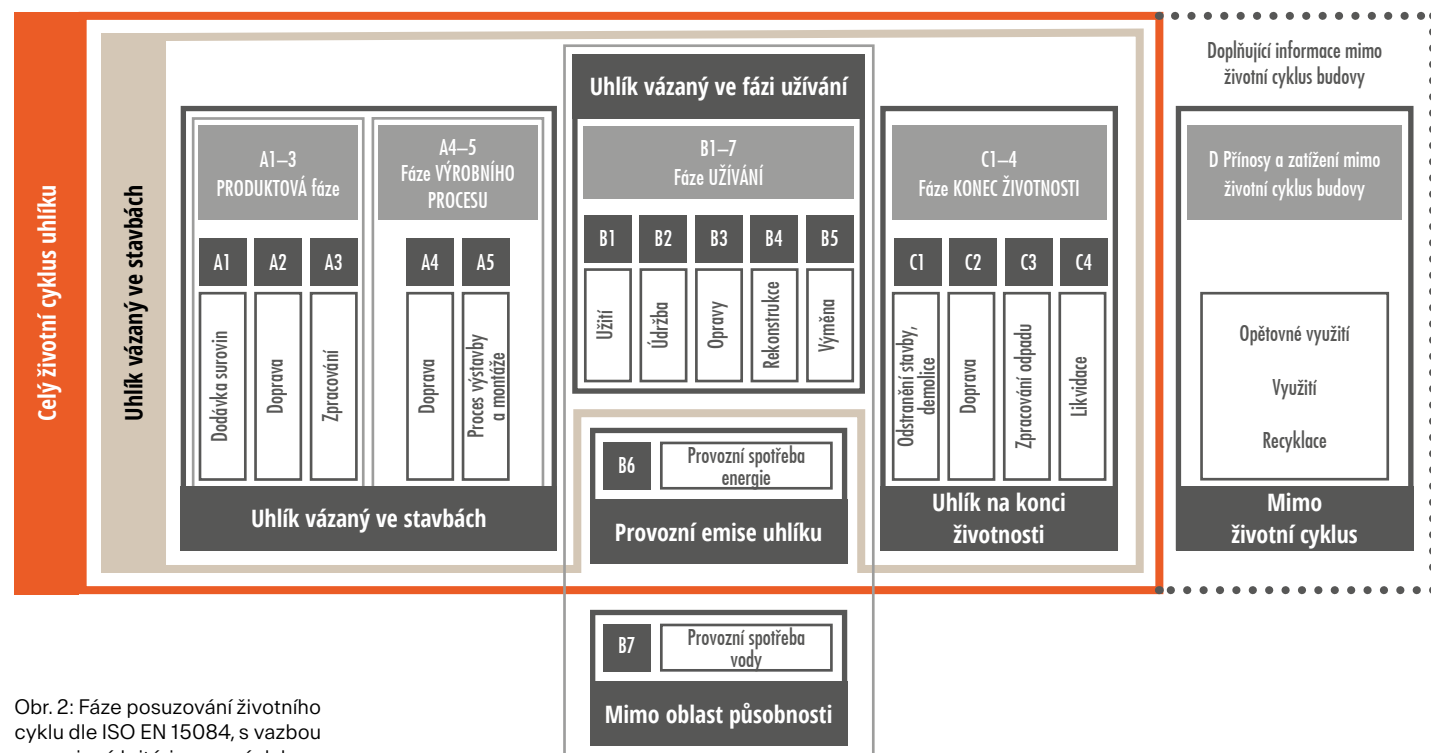 Celý životní cyklus uhlíku
Uhlík vázaný ve stavbách
A1–3
PRODUKTOVÁ fáze
A1
A2
A3
Dodávka surovin
Doprava
Zpracování
A4–5
Fáze VÝROBNÍHO
PROCESU
A4
A5
Doprava
Proces výstavby
a montáže
Uhlík vázaný ve stavbách
Uhlík vázaný ve fázi užívání
B1–7
Fáze UŽÍVÁNÍ
B1
B2
B3
B4
B5
Užití
Údržba
Opravy
Rekonstrukce
Výměna
B6
Provozní spotřeba
energie
Provozní emise uhlíku
B7
Provozní spotřeba
vody
Mimo oblast působnosti
C1–4
Fáze KONEC ŽIVOTNOSTI
C1
C2
C3
C4
Odstranění stavby,
demolice
Doprava
Zpracování odpadu
Likvidace
Uhlík na konci
životnosti
Doplňující informace mimo
životní cyklus budovy
D Přínosy a zatížení mimo
životní cyklus budovy
Opětovné využití
Využití
Recyklace
Mimo
životní cyklus
Obr. 2: Fáze posuzování životního
cyklu dle ISO EN 15084, s vazbou